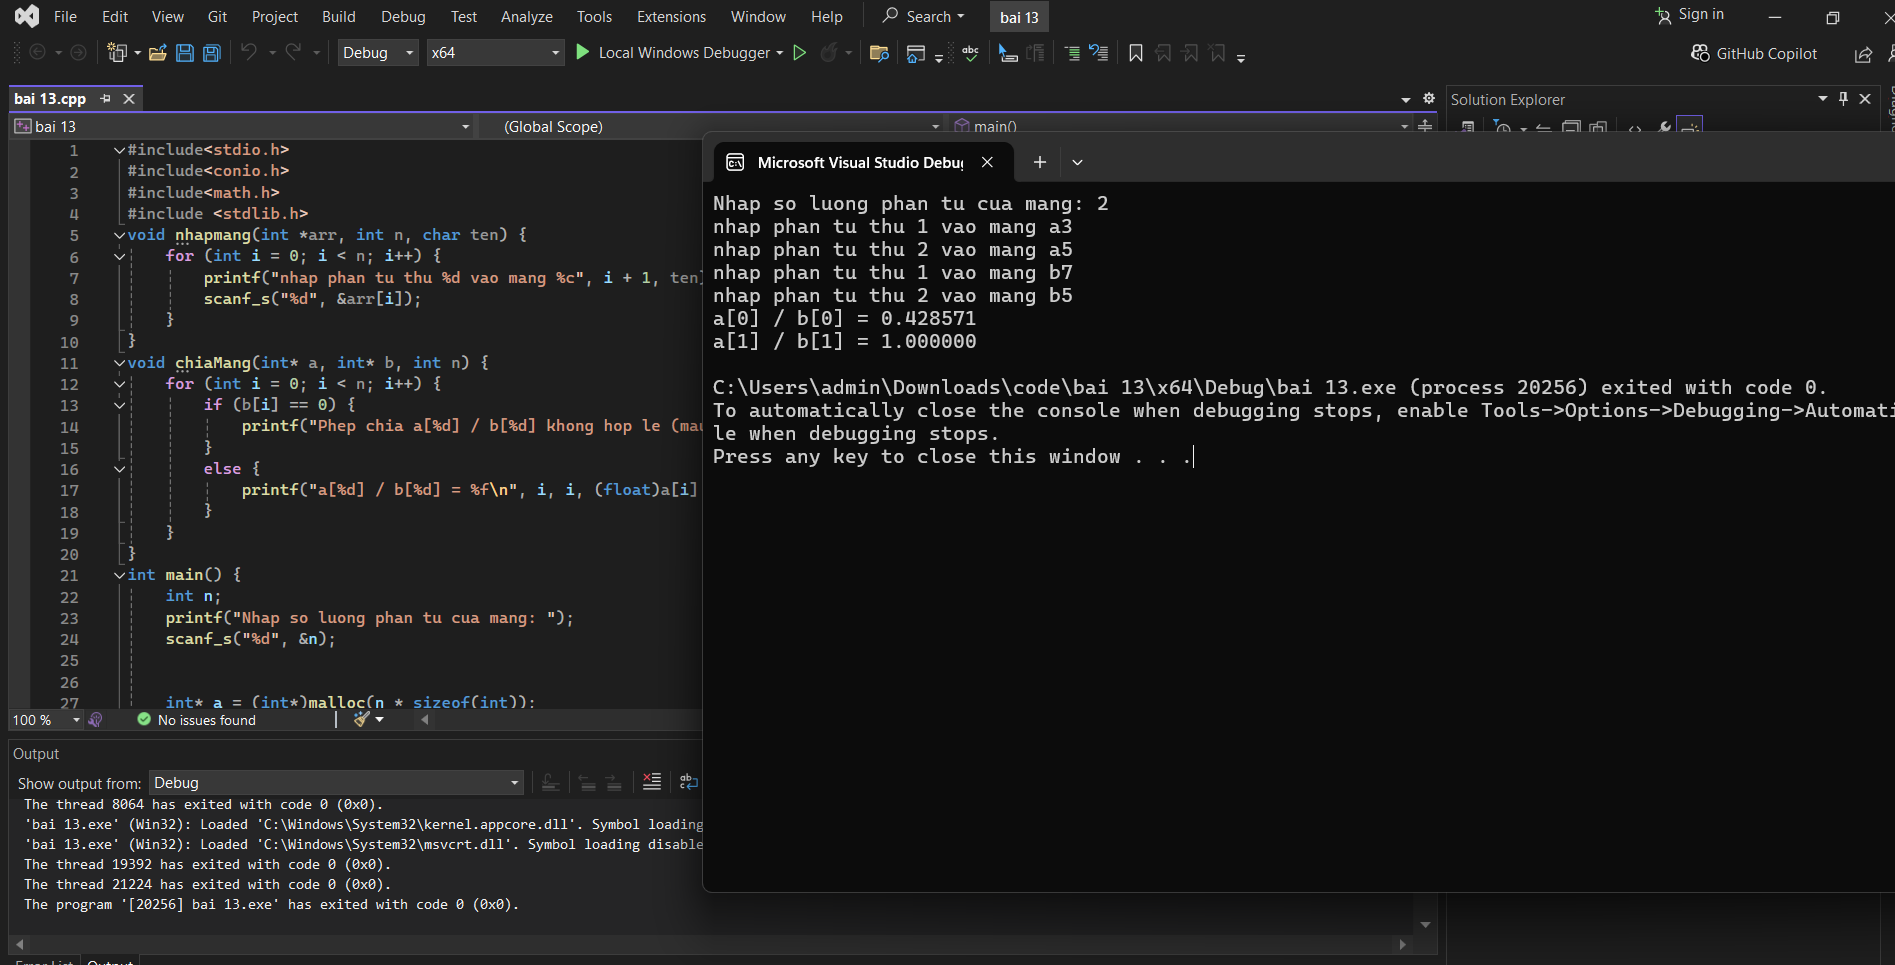 File Edit View Git Project Build Debug Test Analyze Tools Extensions Window Help Search bai 13 Sign in
Debug x64 Local Windows Debugger abc GitHub Copilot
bai 13.cpp
Solution Explorer
bai 13 (Global Scope) main()
1 #include<stdio.h>
2 #include<conio.h>
3 #include<math.h>
4 #include <stdlib.h>
5 void nhapmang(int *arr, int n, char ten) {
6 for (int i = 0; i < n; i++) {
7 printf("nhap phan tu thu %d vao mang %c", i + 1, ten)
8 scanf_s("%d", &arr[i]);
9 }
10 }
11 void chiaMang(int* a, int* b, int n) {
12 for (int i = 0; i < n; i++) {
13 if (b[i] == 0) {
14 printf("Phep chia a[%d] / b[%d] khong hop le (mau
15 }
16 else {
17 printf("a[%d] / b[%d] = %f\n", i, i, (float)a[i]
18 }
19 }
20 }
21 int main() {
22 int n;
23 printf("Nhap so luong phan tu cua mang: ");
24 scanf_s("%d", &n);
25
26
27 int* a = (int*)malloc(n * sizeof(int));
100 % No issues found
Microsoft Visual Studio Debug
Nhap so luong phan tu cua mang: 2
nhap phan tu thu 1 vao mang a3
nhap phan tu thu 2 vao mang a5
nhap phan tu thu 1 vao mang b7
nhap phan tu thu 2 vao mang b5
a[0] / b[0] = 0.428571
a[1] / b[1] = 1.000000
C:\Users\admin\Downloads\code\bai 13\x64\Debug\bai 13.exe (process 20256) exited with code 0.
To automatically close the console when debugging stops, enable Tools->Options->Debugging->Automati
le when debugging stops.
Press any key to close this window . . .
Output
Show output from: Debug
The thread 8064 has exited with code 0 (0x0).
'bai 13.exe' (Win32): Loaded 'C:\Windows\System32\kernel.appcore.dll'. Symbol loading
'bai 13.exe' (Win32): Loaded 'C:\Windows\System32\msvcrt.dll'. Symbol loading disable
The thread 19392 has exited with code 0 (0x0).
The thread 21224 has exited with code 0 (0x0).
The program '[20256] bai 13.exe' has exited with code 0 (0x0).
Error List Output